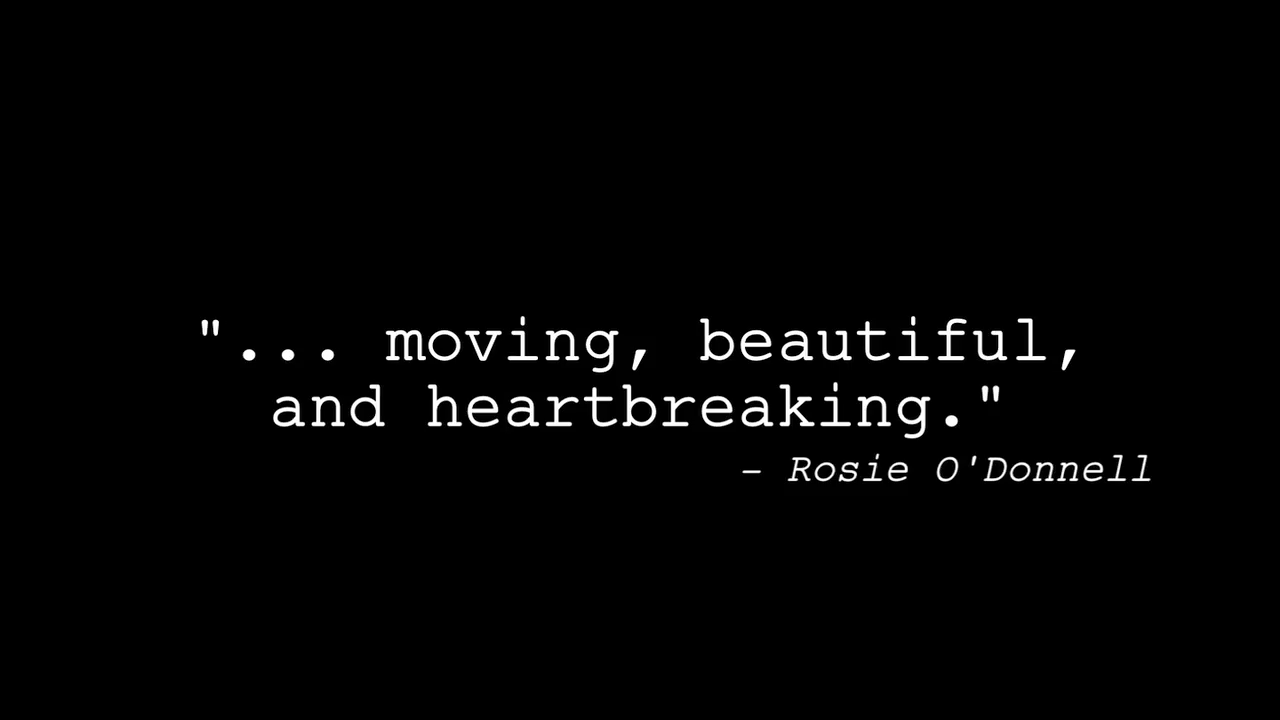 "... moving, beautiful,
and heartbreaking."
– Rosie O'Donnell